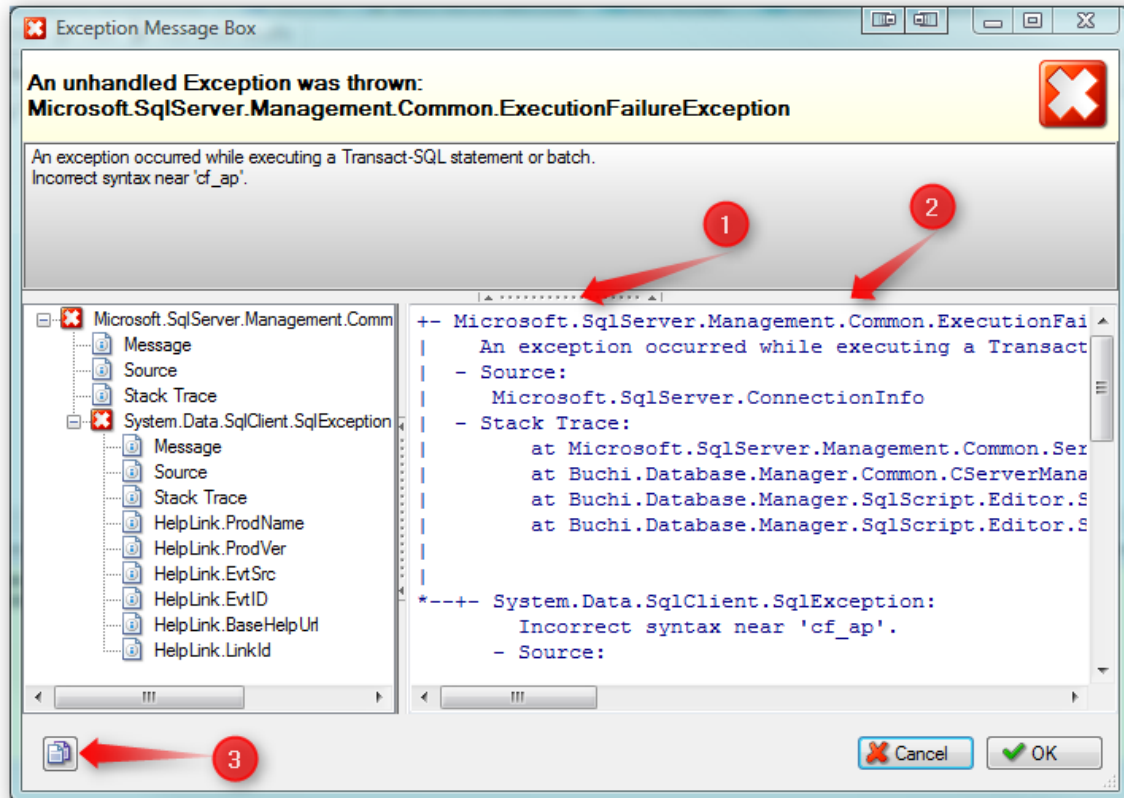 Exception Message Box
An unhandled Exception was thrown:
Microsoft.SqlServer.Management.Common.ExecutionFailureException
An exception occurred while executing a Transact-SQL statement or batch.
Incorrect syntax near 'cf_ap'.
1
2
Microsoft.SqlServer.Management.Comm
Message
Source
Stack Trace
System.Data.SqlClient.SqlException
Message
Source
Stack Trace
HelpLink.ProdName
HelpLink.ProdVer
HelpLink.EvtSrc
HelpLink.EvtID
HelpLink.BaseHelpUrl
HelpLink.LinkId
+- Microsoft.SqlServer.Management.Common.ExecutionFai
|    An exception occurred while executing a Transact
|  - Source:
|     Microsoft.SqlServer.ConnectionInfo
|  - Stack Trace:
|        at Microsoft.SqlServer.Management.Common.Ser
|        at Buchi.Database.Manager.Common.CServerMana
|        at Buchi.Database.Manager.SqlScript.Editor.S
|        at Buchi.Database.Manager.SqlScript.Editor.S
|
|
*--+- System.Data.SqlClient.SqlException:
        Incorrect syntax near 'cf_ap'.
      - Source:
3
Cancel
OK